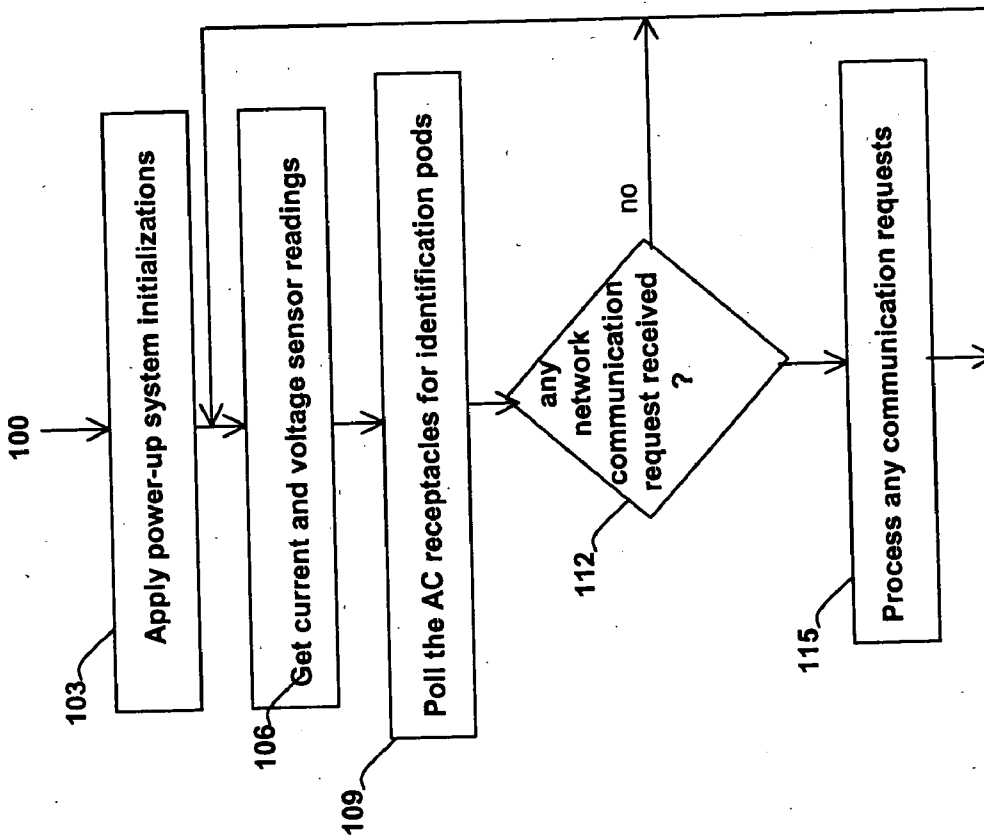 100
103
Apply power-up system initializations
106
Get current and voltage sensor readings
109
Poll the AC receptacles for identification pods
112
any
network
communication
request received
?
no
115
Process any communication requests